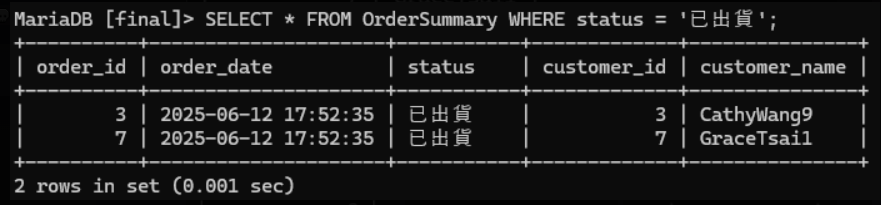 MariaDB [final]> SELECT * FROM OrderSummary WHERE status = '已出貨';
+----------+---------------------+-----------+-------------+---------------+
| order_id | order_date          | status    | customer_id | customer_name |
+----------+---------------------+-----------+-------------+---------------+
|        3 | 2025-06-12 17:52:35 | 已出貨    |           3 | CathyWang9    |
|        7 | 2025-06-12 17:52:35 | 已出貨    |           7 | GraceTsai1    |
+----------+---------------------+-----------+-------------+---------------+
2 rows in set (0.001 sec)